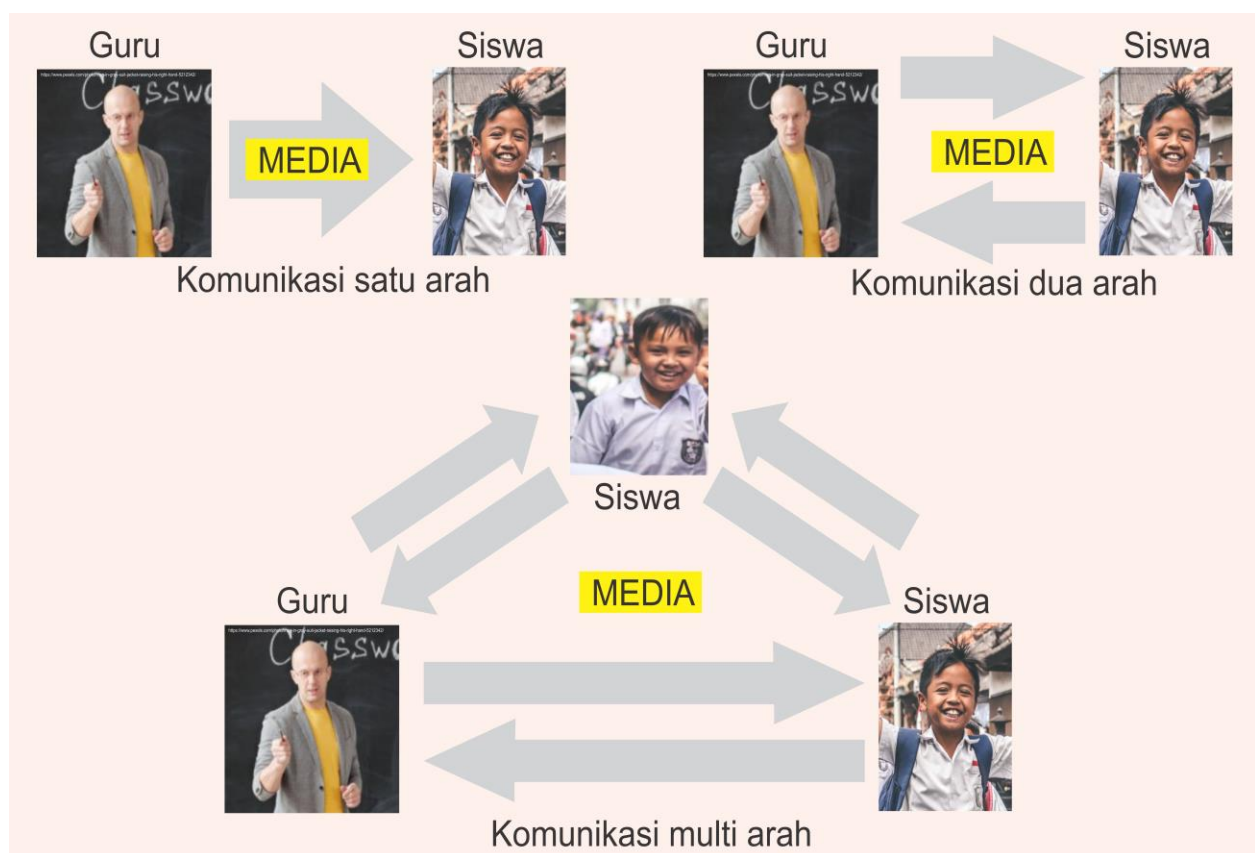 Guru
Siswa
MEDIA
Komunikasi satu arah
Guru
Siswa
MEDIA
Komunikasi dua arah
Siswa
MEDIA
Guru
Siswa
Komunikasi multi arah